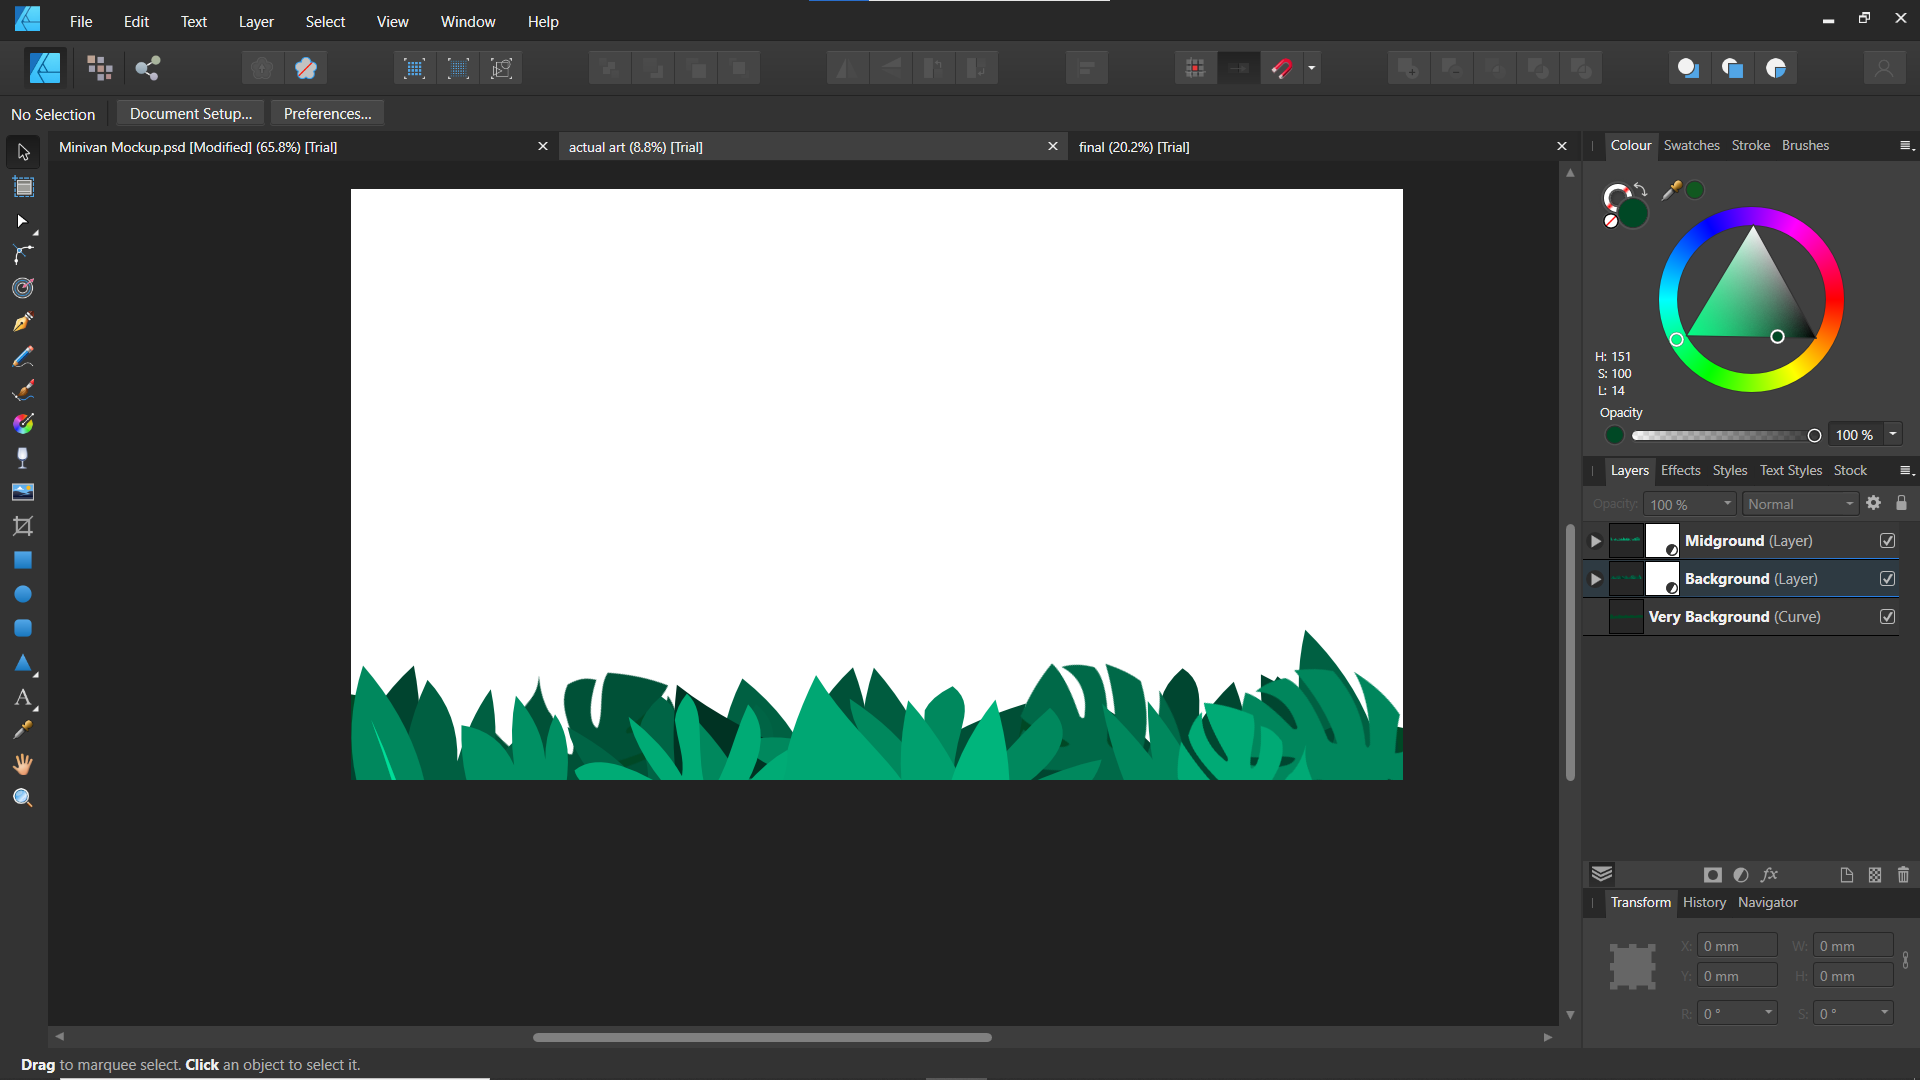 File Edit Text Layer Select View Window Help
No Selection Document Setup... Preferences...
Minivan Mockup.psd [Modified] (65.8%) [Trial] actual art (8.8%) [Trial] final (20.2%) [Trial]
Colour Swatches Stroke Brushes
H: 151
S: 100
L: 14
Opacity
100 %
Layers Effects Styles Text Styles Stock
Opacity: 100 % Normal
Midground (Layer)
Background (Layer)
Very Background (Curve)
fx
Transform History Navigator
X: 0 mm W: 0 mm
Y: 0 mm H: 0 mm
R: 0 ° S: 0 °
Drag to marquee select. Click an object to select it.